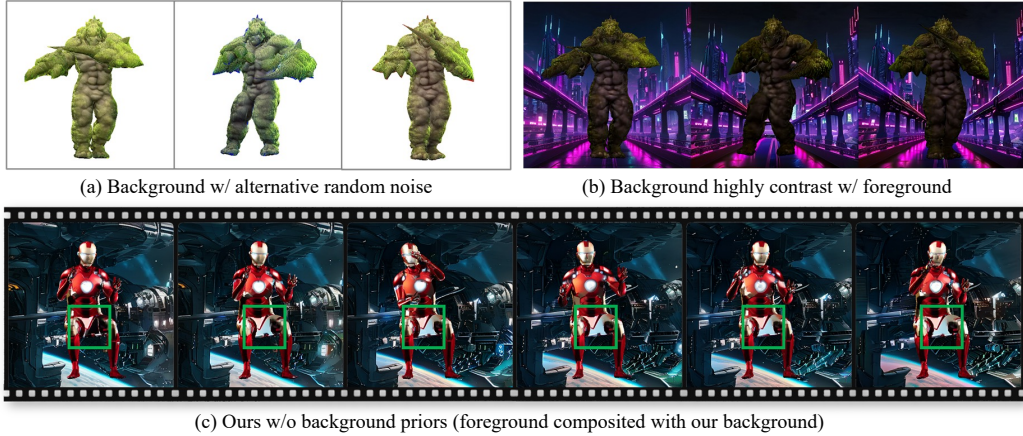 (a) Background w/ alternative random noise
(b) Background highly contrast w/ foreground
(c) Ours w/o background priors (foreground composited with our background)